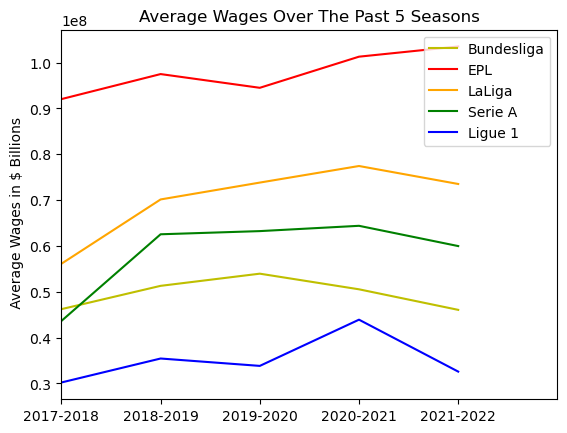 Average Wages Over The Past 5 Seasons
1e8
Bundesliga
EPL
LaLiga
Serie A
Ligue 1
Average Wages in $ Billions
1.0
0.9
0.8
0.7
0.6
0.5
0.4
0.3
2017-2018 2018-2019 2019-2020 2020-2021 2021-2022